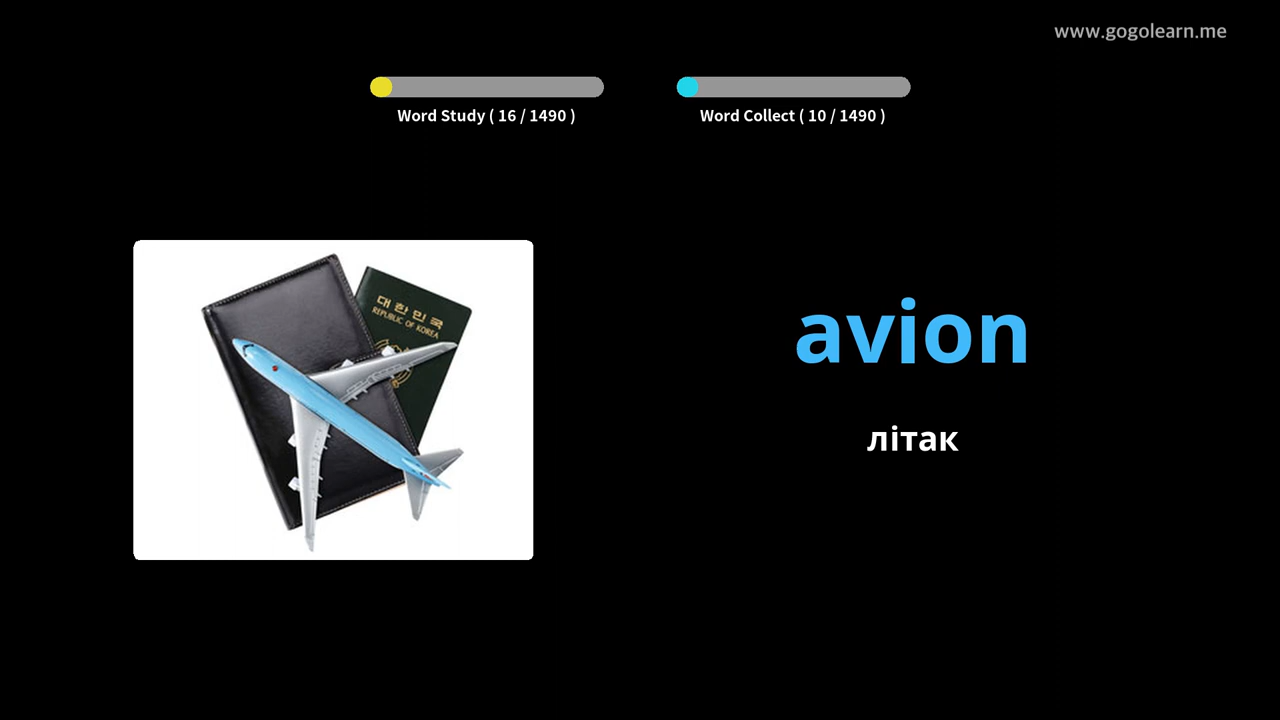 www.gogolearn.me
Word Study ( 16 / 1490 )
Word Collect ( 10 / 1490 )
대한민국
REPUBLIC OF KOREA
avion
літак